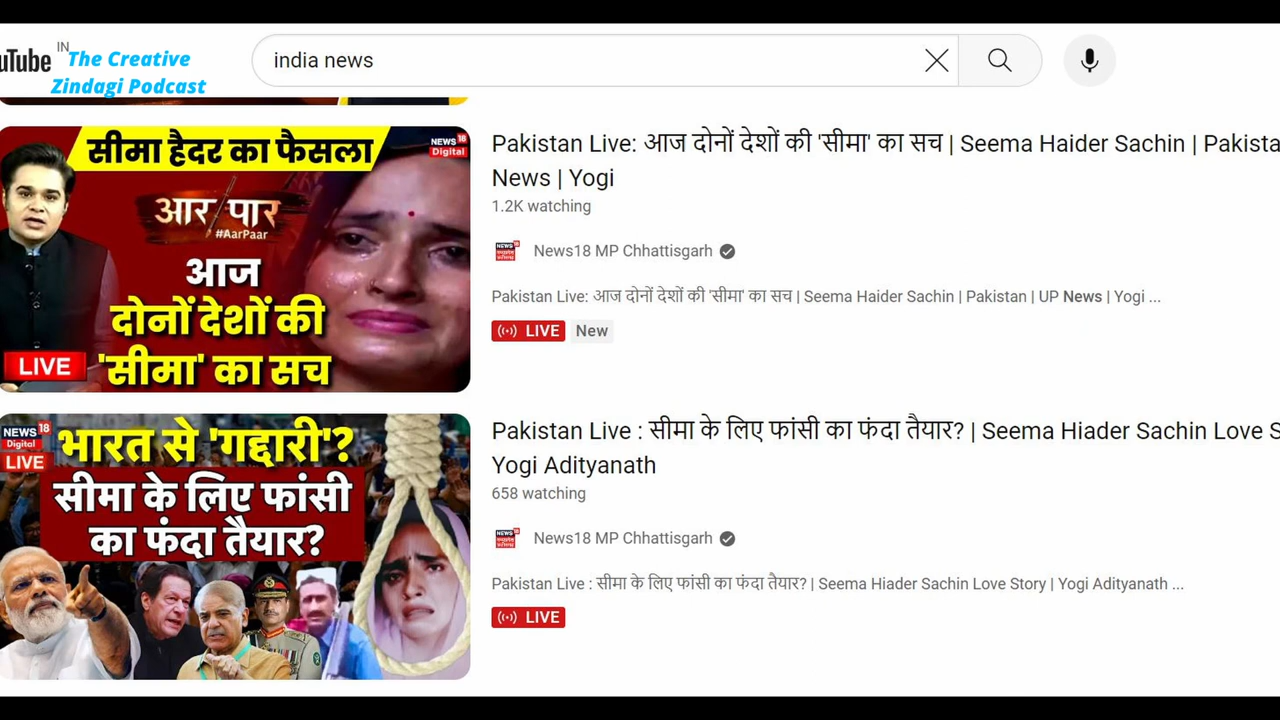 uTube
IN
The Creative
Zindagi Podcast
india news
सीमा हैदर का फैसला
NEWS 18
Digital
आर/पार
#AarPaar
आज
दोनों देशों की
'सीमा' का सच
LIVE
Pakistan Live: आज दोनों देशों की 'सीमा' का सच | Seema Haider Sachin | Pakista
News | Yogi
1.2K watching
NEWS 18
News18 MP Chhattisgarh
Pakistan Live: आज दोनों देशों की 'सीमा' का सच | Seema Haider Sachin | Pakistan | UP News | Yogi ...
LIVE New
NEWS 18
Digital
LIVE
भारत से 'गद्दारी'?
सीमा के लिए फांसी
का फंदा तैयार?
Pakistan Live : सीमा के लिए फांसी का फंदा तैयार? | Seema Hiader Sachin Love S
Yogi Adityanath
658 watching
NEWS 18
News18 MP Chhattisgarh
Pakistan Live : सीमा के लिए फांसी का फंदा तैयार? | Seema Hiader Sachin Love Story | Yogi Adityanath ...
LIVE